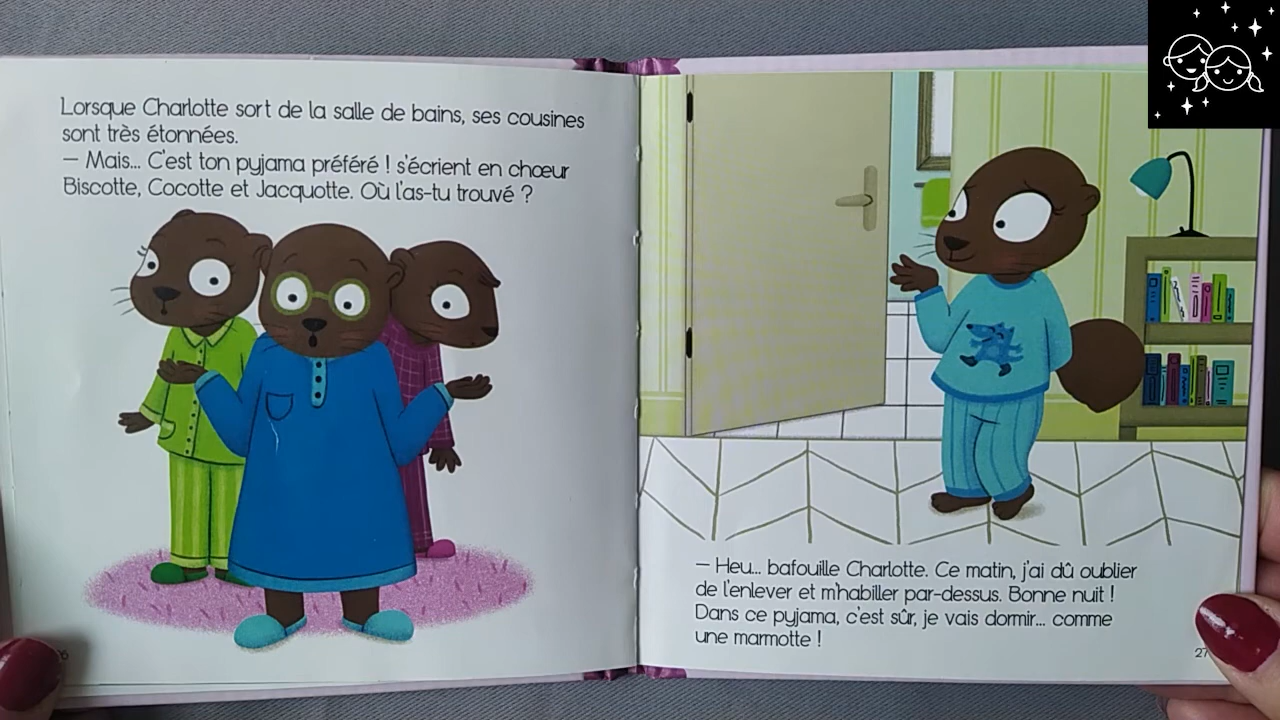 Lorsque Charlotte sort de la salle de bains, ses cousines
sont très étonnées.
– Mais... C'est ton pyjama préféré ! s'écrient en chœur
Biscotte, Cocotte et Jacquotte. Où l'as-tu trouvé ?
– Heu... bafouille Charlotte. Ce matin, j'ai dû oublier
de l'enlever et m'habiller par-dessus. Bonne nuit !
Dans ce pyjama, c'est sûr, je vais dormir... comme
une marmotte !
27